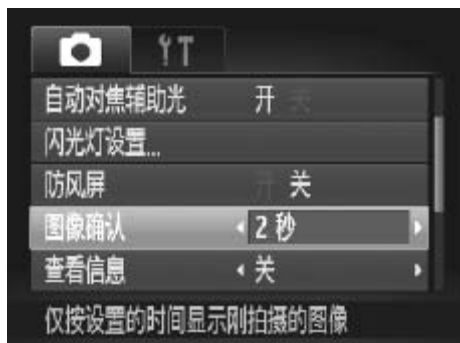 自动对焦辅助光 开 关
闪光灯设置...
防风屏 开 关
图像确认 2 秒
查看信息 关
仅按设置的时间显示刚拍摄的图像